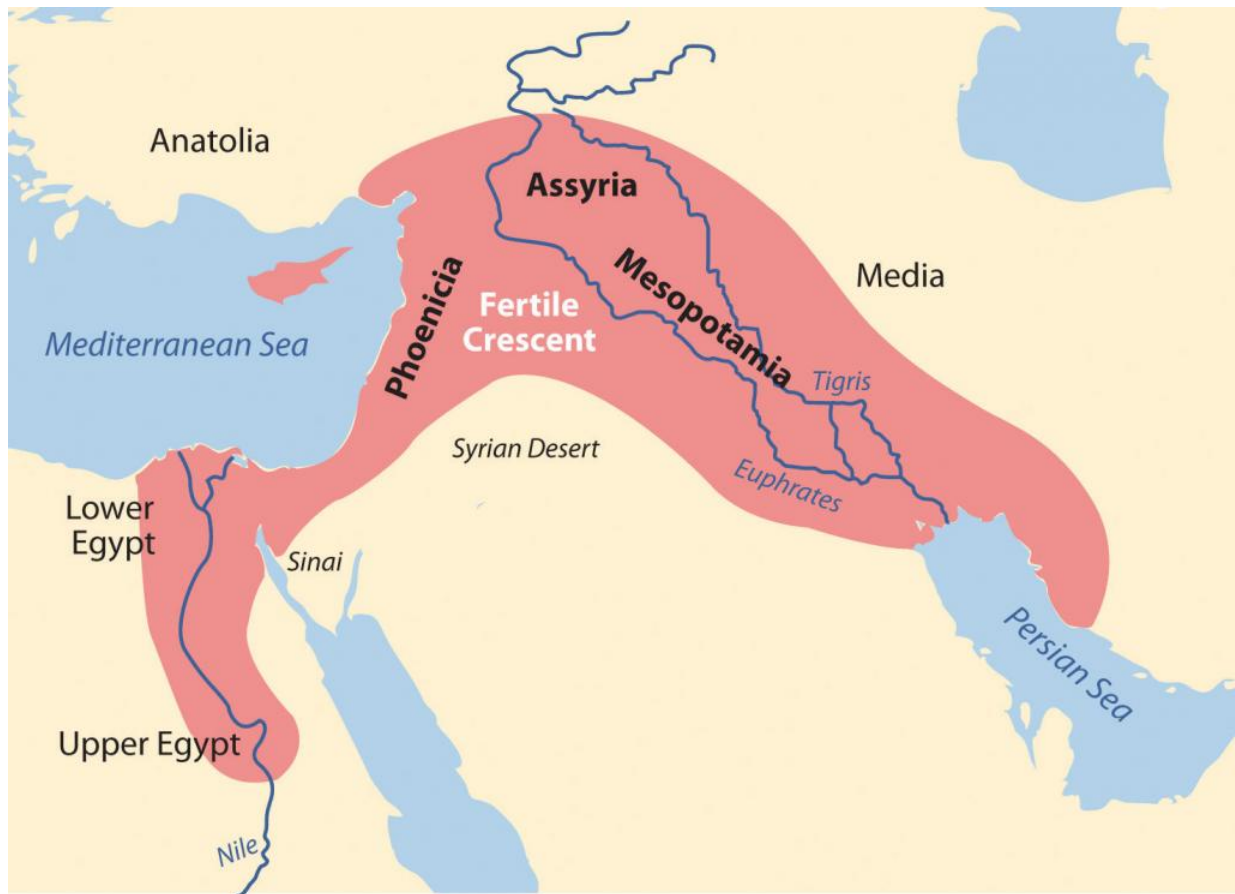 Anatolia
Assyria
Mesopotamia
Media
Phoenicia
Fertile
Crescent
Mediterranean Sea
Tigris
Syrian Desert
Euphrates
Lower
Egypt
Sinai
Persian Sea
Upper Egypt
Nile